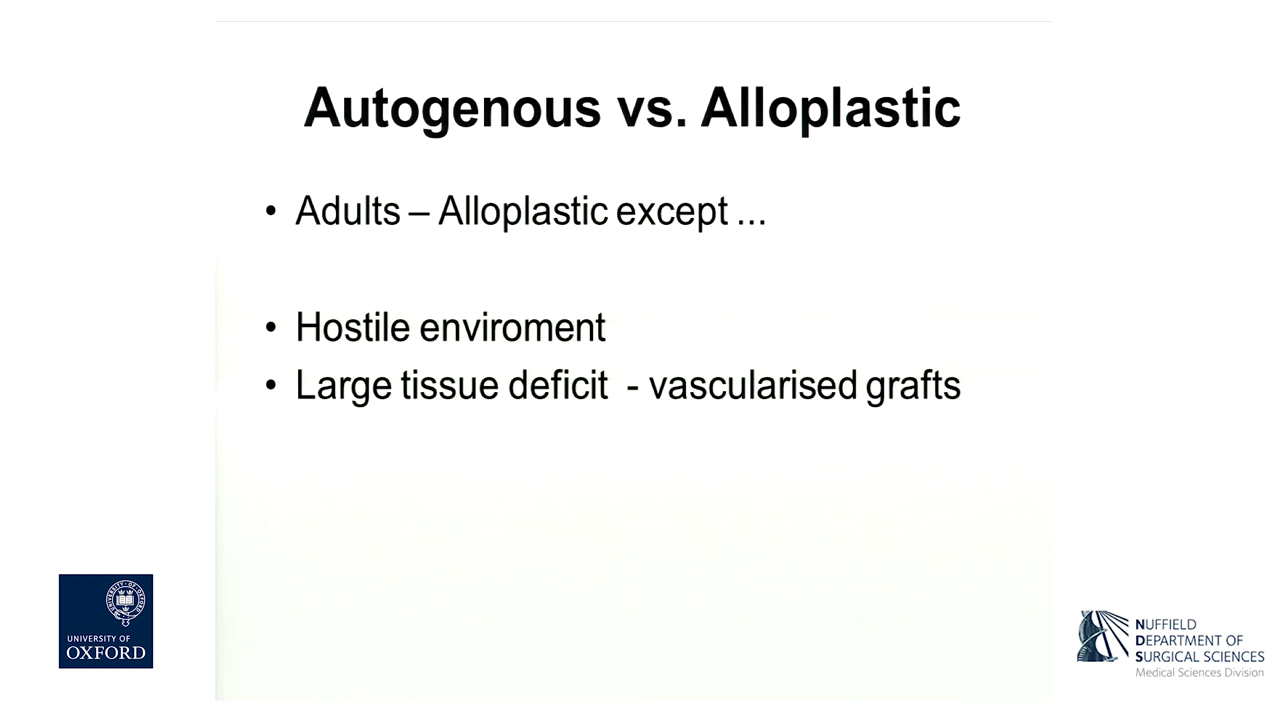 Autogenous vs. Alloplastic
• Adults – Alloplastic except ...
• Hostile enviroment
• Large tissue deficit - vascularised grafts
UNIVERSITY OF
OXFORD
NUFFIELD
DEPARTMENT OF
SURGICAL SCIENCES
Medical Sciences Division